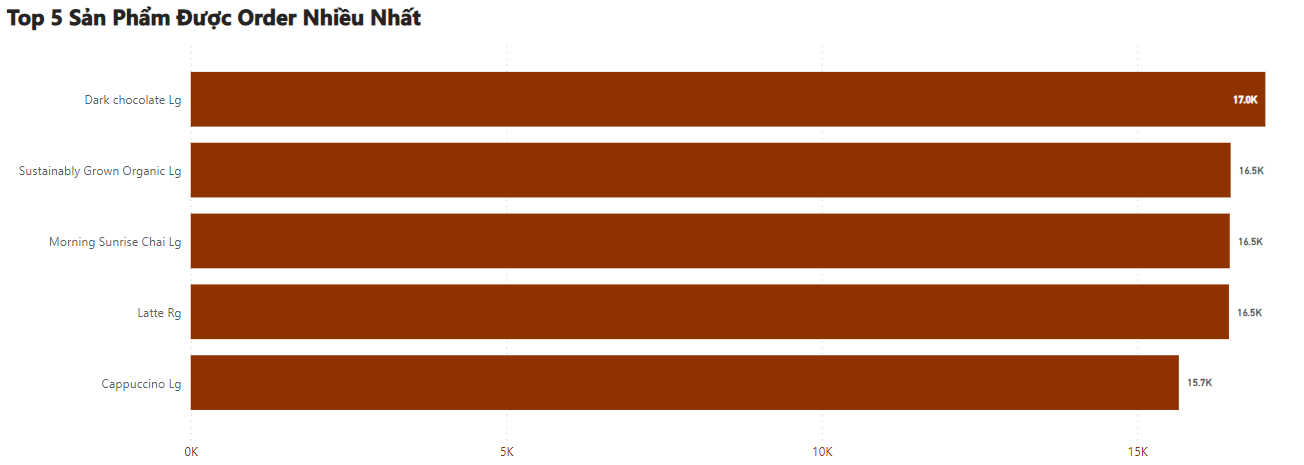 Top 5 Sản Phẩm Được Order Nhiều Nhất
Dark chocolate Lg
17.0K
Sustainably Grown Organic Lg
16.5K
Morning Sunrise Chai Lg
16.5K
Latte Rg
16.5K
Cappuccino Lg
15.7K
0K 5K 10K 15K